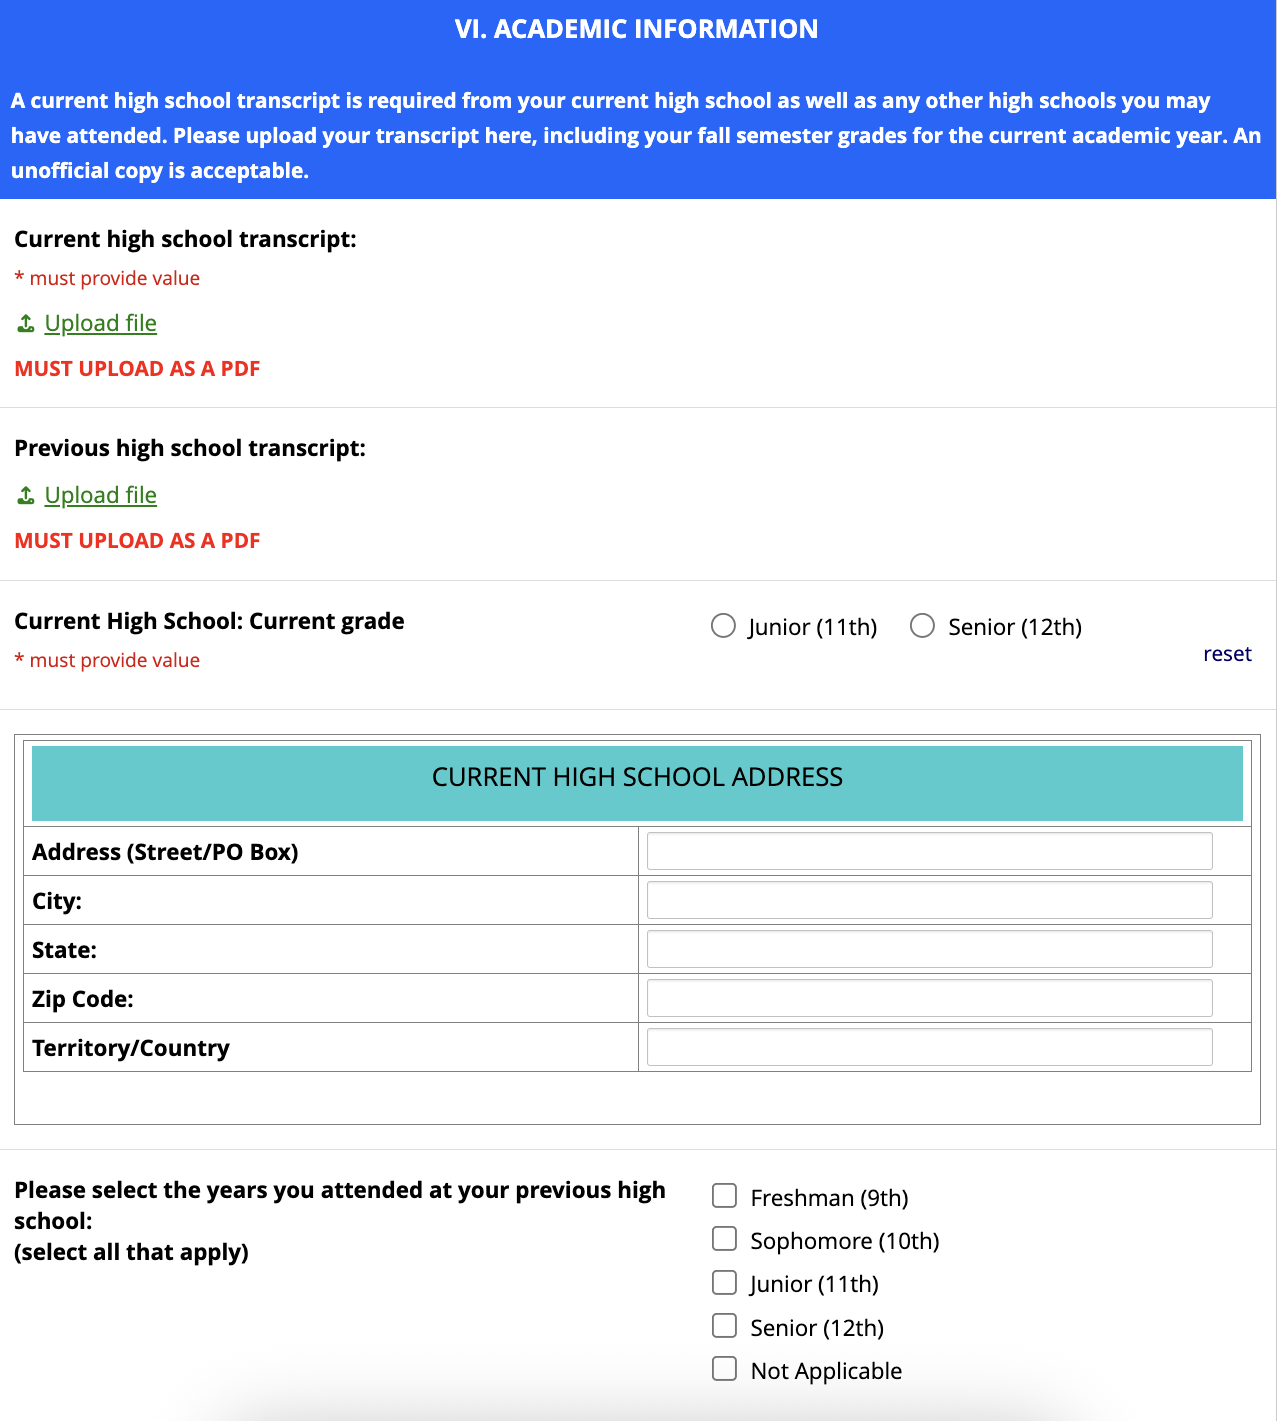 VI. ACADEMIC INFORMATION
A current high school transcript is required from your current high school as well as any other high schools you may
have attended. Please upload your transcript here, including your fall semester grades for the current academic year. An
unofficial copy is acceptable.
Current high school transcript:
* must provide value
Upload file
MUST UPLOAD AS A PDF
Previous high school transcript:
Upload file
MUST UPLOAD AS A PDF
Current High School: Current grade
* must provide value
Junior (11th)
Senior (12th)
reset
CURRENT HIGH SCHOOL ADDRESS
Address (Street/PO Box)
City:
State:
Zip Code:
Territory/Country
Please select the years you attended at your previous high
school:
(select all that apply)
Freshman (9th)
Sophomore (10th)
Junior (11th)
Senior (12th)
Not Applicable